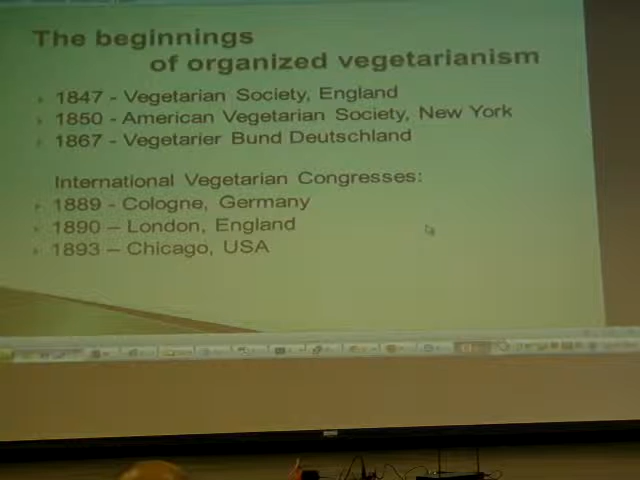 The beginnings
of organized vegetarianism
1847 - Vegetarian Society, England
1850 - American Vegetarian Society, New York
1867 - Vegetarier Bund Deutschland
International Vegetarian Congresses:
1889 - Cologne, Germany
1890 – London, England
1893 – Chicago, USA